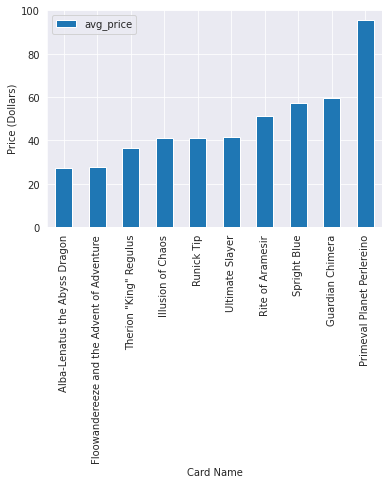 100
80
60
40
20
0
Price (Dollars)
avg_price
Alba-Lenatus the Abyss Dragon
Floowandereeze and the Advent of Adventure
Therion "King" Regulus
Illusion of Chaos
Runick Tip
Ultimate Slayer
Rite of Aramesir
Spright Blue
Guardian Chimera
Primeval Planet Perlereino
Card Name